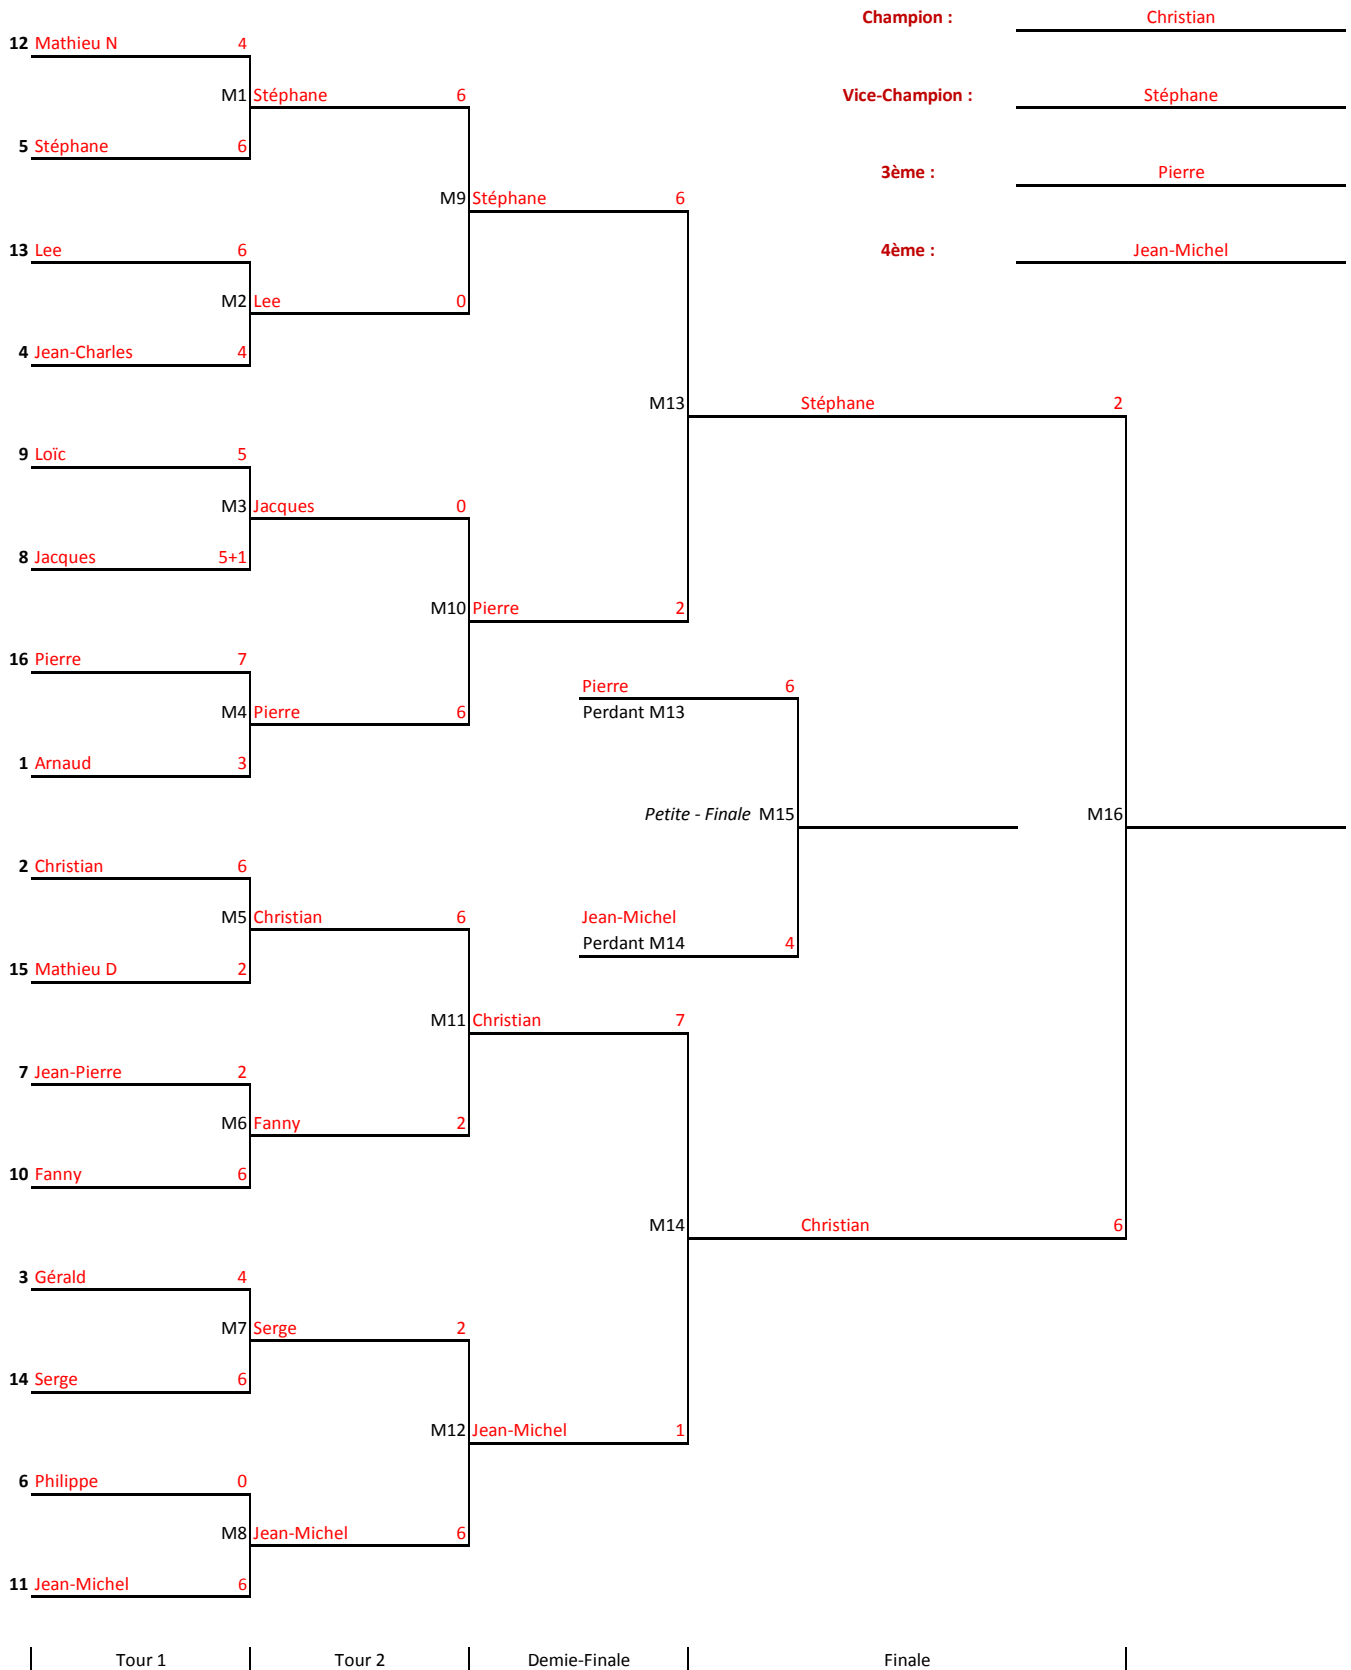 Champion : Christian
12 Mathieu N 4
M1 Stéphane 6
Vice-Champion : Stéphane
5 Stéphane 6
3ème : Pierre
M9 Stéphane 6
13 Lee 6
4ème : Jean-Michel
M2 Lee 0
4 Jean-Charles 4
M13 Stéphane 2
9 Loïc 5
M3 Jacques 0
8 Jacques 5+1
M10 Pierre 2
16 Pierre 7
Pierre 6
M4 Pierre 6
Perdant M13
1 Arnaud 3
Petite - Finale M15
M16
2 Christian 6
M5 Christian 6
Jean-Michel
Perdant M14 4
15 Mathieu D 2
M11 Christian 7
7 Jean-Pierre 2
M6 Fanny 2
10 Fanny 6
M14 Christian 6
3 Gérald 4
M7 Serge 2
14 Serge 6
M12 Jean-Michel 1
6 Philippe 0
M8 Jean-Michel 6
11 Jean-Michel 6
Tour 1 Tour 2 Demie-Finale Finale